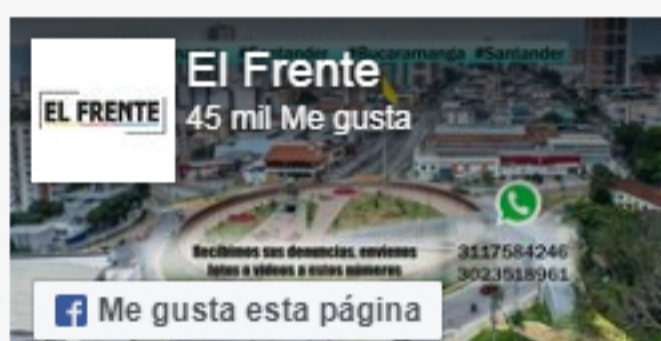 #Santander #Bucaramanga #Santander
El Frente
45 mil Me gusta
EL FRENTE
Recibimos sus denuncias, envienos
fotos o videos a estos números
3117584246
3023518961
f Me gusta esta página